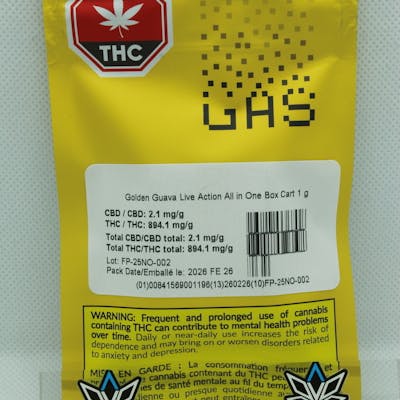 THC
GAS
Golden Guava Live Action All in One Box Cart 1 g
CBD / CBD: 2.1 mg/g
THC / THC: 894.1 mg/g
Total CBD/CBD total: 2.1 mg/g
Total THC/THC total: 894.1 mg/g
Lot: FP-25NO-002
Pack Date/Emballé le: 2026 FE 26
(01)00841569001196(13)260226(10)FP-25NO-002
WARNING: Frequent and prolonged use of cannabis
containing THC can contribute to mental health problems
over time. Daily or near-daily use increases the risk of
dependence and may bring on or worsen disorders related
to anxiety and depression.
MISE EN GARDE : La consommation fréquente et
cannabis contenant du THC peut
de santé mentale au fil du temps
ou presque